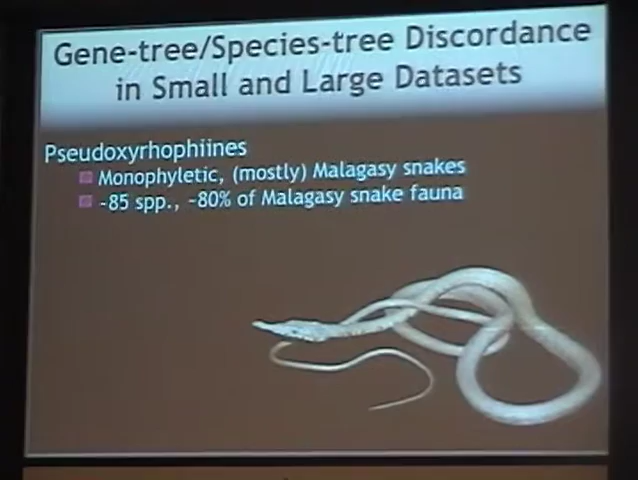 Gene-tree/Species-tree Discordance
in Small and Large Datasets
Pseudoxyrhophiines
Monophyletic, (mostly) Malagasy snakes
~85 spp., ~80% of Malagasy snake fauna